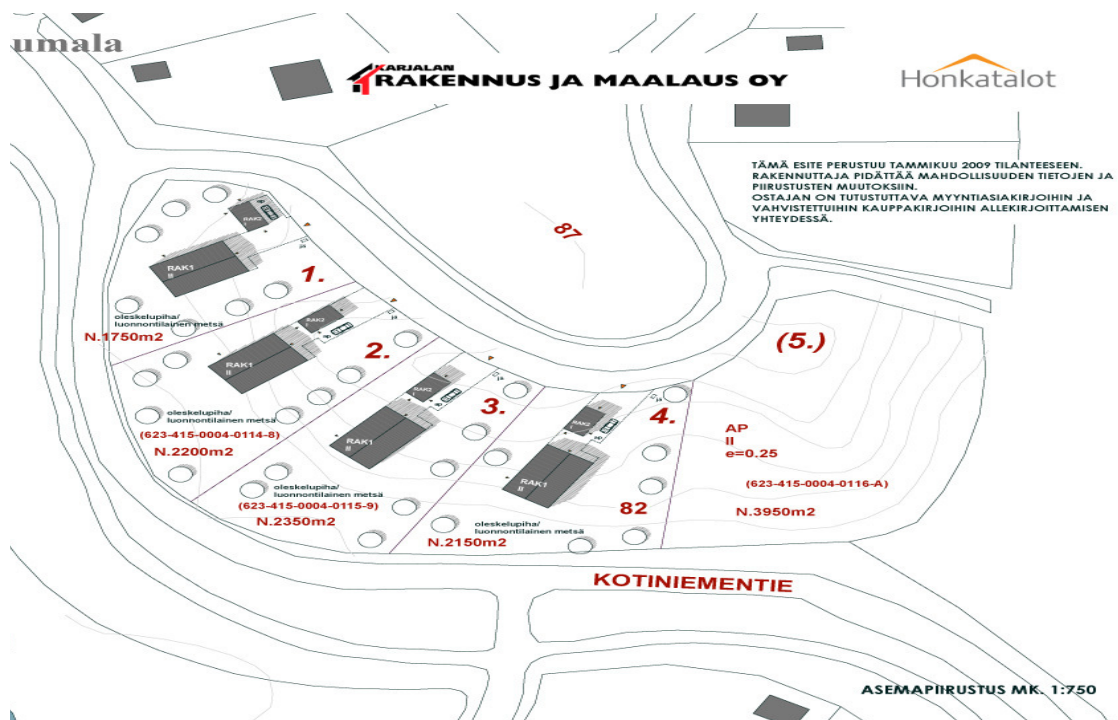 umala
KARJALAN
RAKENNUS JA MAALAUS OY
Honkatalot
TÄMÄ ESITE PERUSTUU TAMMIKUU 2009 TILANTEESEEN.
RAKENNUTTAJA PIDÄTTÄÄ MAHDOLLISUUDEN TIETOJEN JA
PIIRUSTUSTEN MUUTOKSIIN.
OSTAJAN ON TUTUSTUTTAVA MYYNTIASIAKIRJOIHIN JA
VAHVISTETTUIHIN KAUPPAKIRJOIHIN ALLEKIRJOITTAMISEN
YHTEYDESSÄ.
87
RAK2
RAK1
II
1.
oleskelupiha/
luonnontilainen metsä
N.1750m2
RAK2
I
RAK1
II
2.
oleskelupiha/
luonnontilainen metsä
(623-415-0004-0114-8)
N.2200m2
RAK2
RAK1
II
3.
oleskelupiha/
luonnontilainen metsä
(623-415-0004-0115-9)
N.2350m2
RAK2
I
RAK1
II
4.
82
oleskelupiha/
luonnontilainen metsä
N.2150m2
(5.)
AP
II
e=0.25
(623-415-0004-0116-A)
N.3950m2
KOTINIEMENTIE
ASEMAPIIRUSTUS MK. 1:750